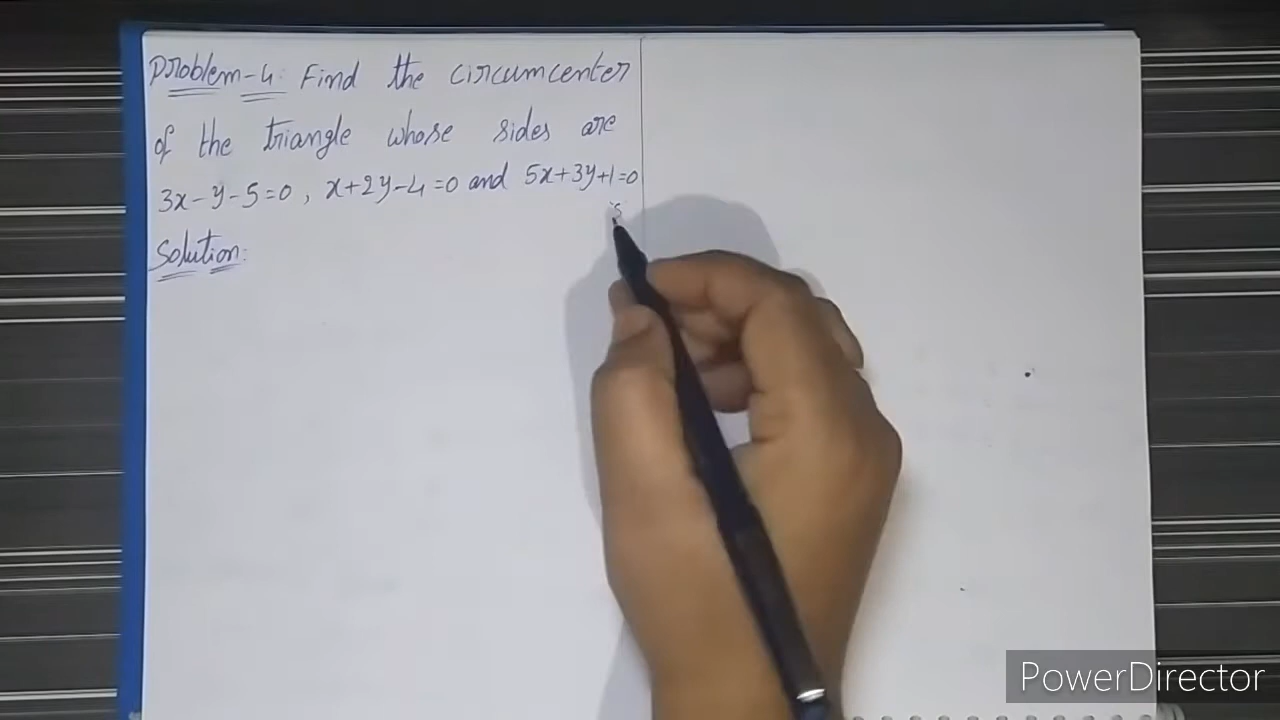 Problem-4: Find the circumcenter
of the triangle whose sides are
3x-y-5=0, x+2y-4=0 and 5x+3y+1=0
Solution:
PowerDirector